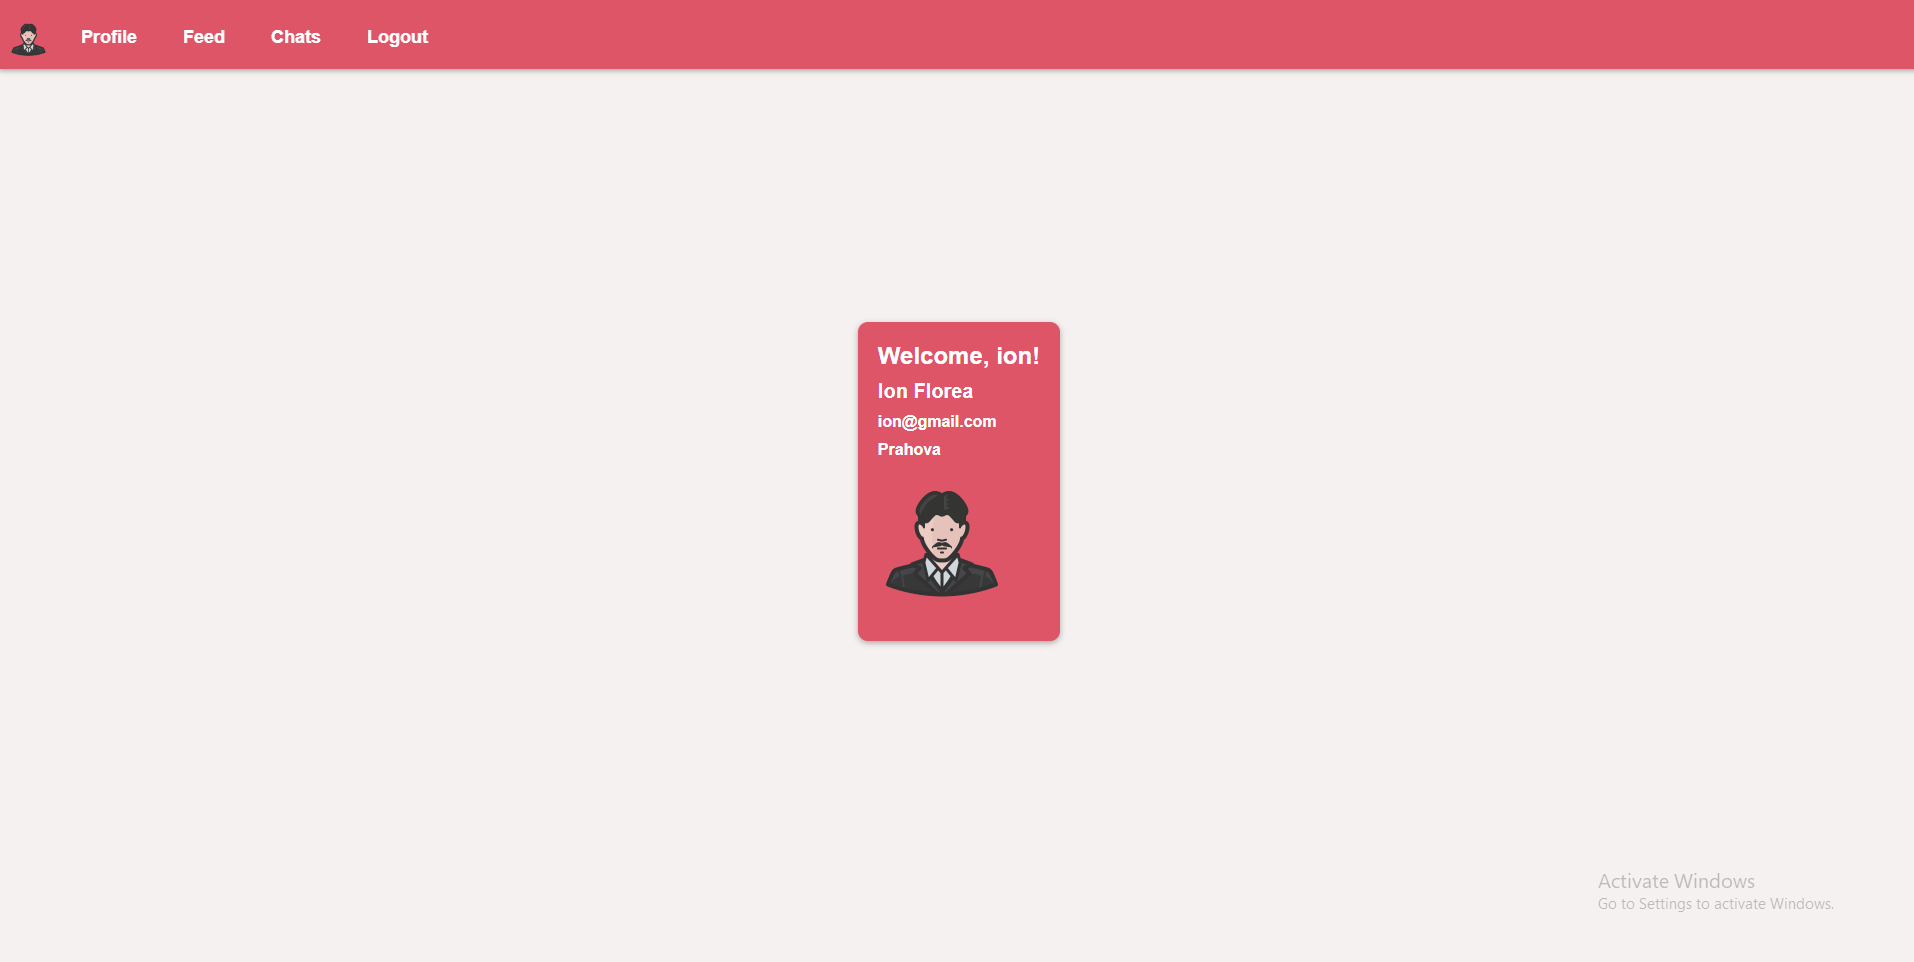 Profile Feed Chats Logout
Welcome, ion!
Ion Florea
ion@gmail.com
Prahova
Activate Windows
Go to Settings to activate Windows.